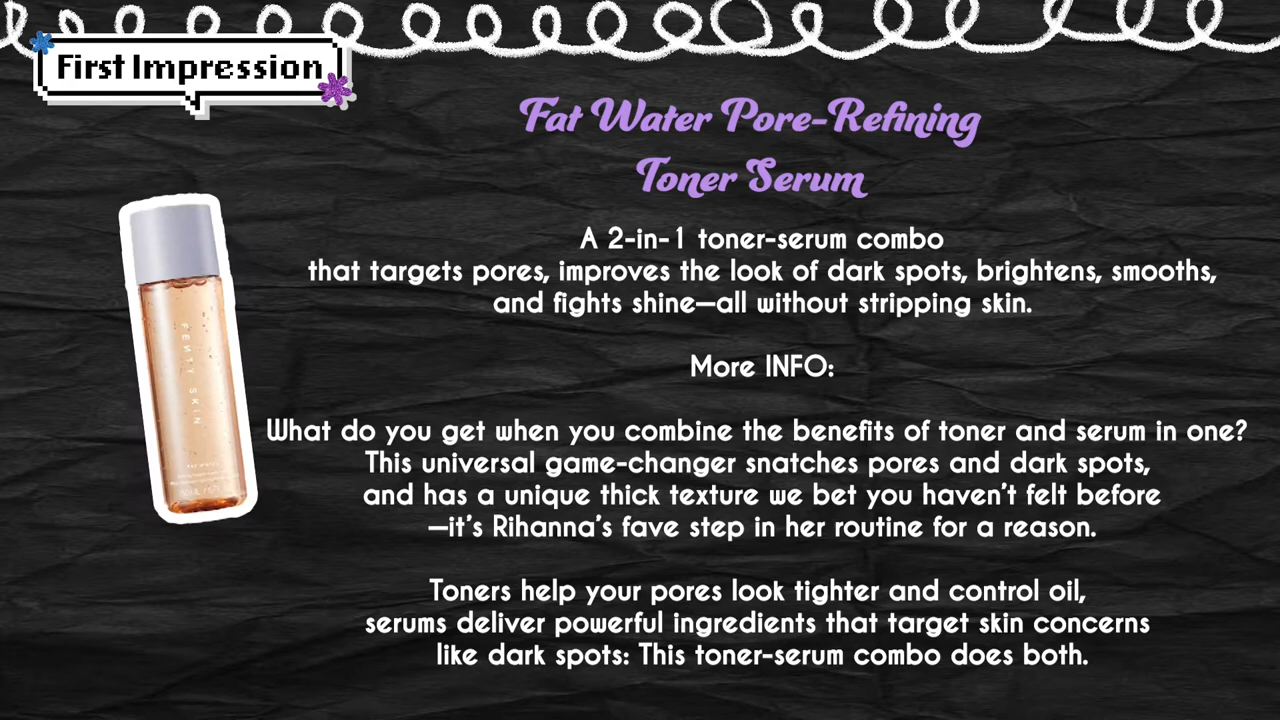 First Impression
Fat Water Pore-Refining
Toner Serum
A 2-in-1 toner-serum combo
that targets pores, improves the look of dark spots, brightens, smooths,
and fights shine—all without stripping skin.
More INFO:
What do you get when you combine the benefits of toner and serum in one?
This universal game-changer snatches pores and dark spots,
and has a unique thick texture we bet you haven't felt before
—it's Rihanna's fave step in her routine for a reason.
Toners help your pores look tighter and control oil,
serums deliver powerful ingredients that target skin concerns
like dark spots: This toner-serum combo does both.
FENTY SKIN